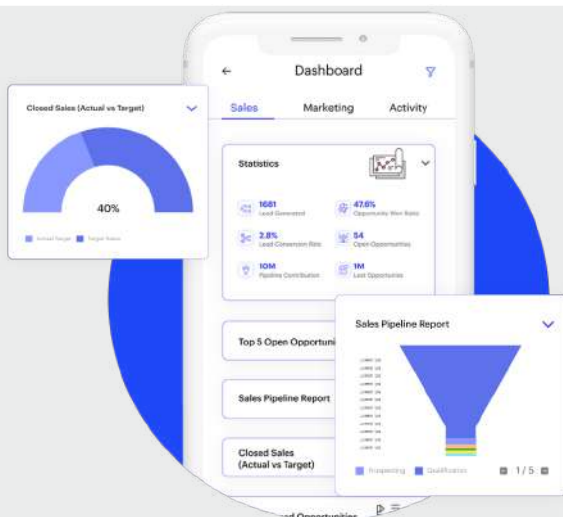 Dashboard
Sales Marketing Activity
Closed Sales (Actual vs Target)
40%
Actual Target Target Sales
Statistics
1681
Lead Generated
47.6%
Opportunity Won Ratio
2.8%
Lead Conversion Rate
54
Open Opportunities
10M
Pipeline Contribution
1M
Lost Opportunities
Top 5 Open Opportuni
Sales Pipeline Report
Closed Sales
(Actual vs Target)
Opportunities
Sales Pipeline Report
Prospecting Qualification
1/5